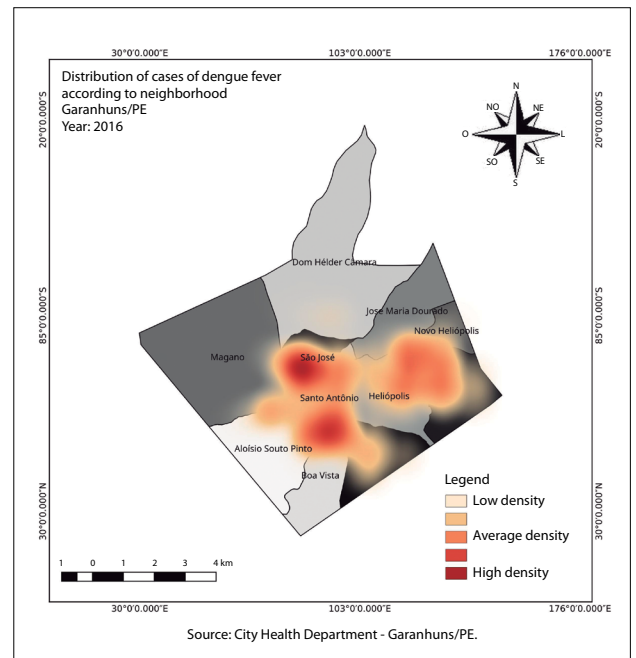 30°0'0.000"E 103°0'0.000"E 176°0'0.000"E
Distribution of cases of dengue fever
according to neighborhood
Garanhuns/PE
Year: 2016
N
NO NE
O L
SO SE
S
20°0'0.000"S 20°0'0.000"S
Dom Hélder Câmara
Jose Maria Dourado
85°0'0.000"S 85°0'0.000"S
Novo Heliópolis
Magano São José
Santo Antônio Heliópolis
Aloísio Souto Pinto
Boa Vista
Legend
Low density
Average density
High density
30°0'0.000"N 30°0'0.000"N
1 0 1 2 3 4 km
30°0'0.000"E 103°0'0.000"E 176°0'0.000"E
Source: City Health Department - Garanhuns/PE.